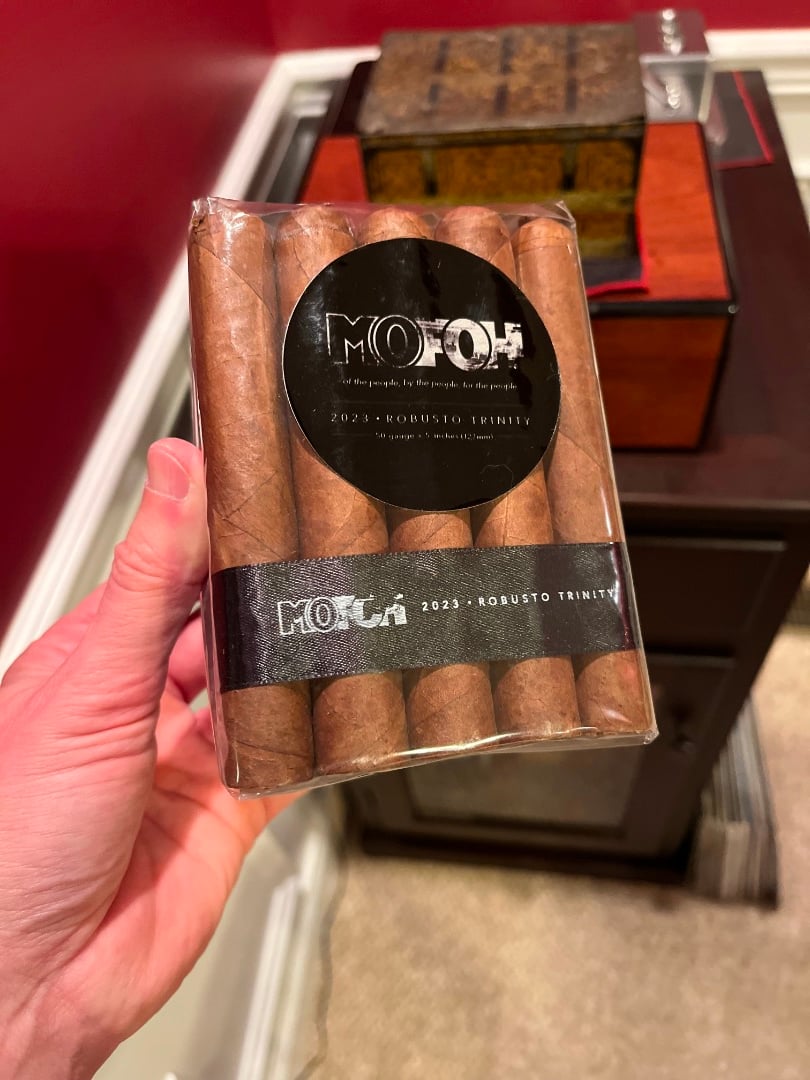 MOFOH
of the people, by the people, for the people
2023 • ROBUSTO TRINITY
50 gauge x 5 inches (127mm)
MOFOH 2023 • ROBUSTO TRINITY